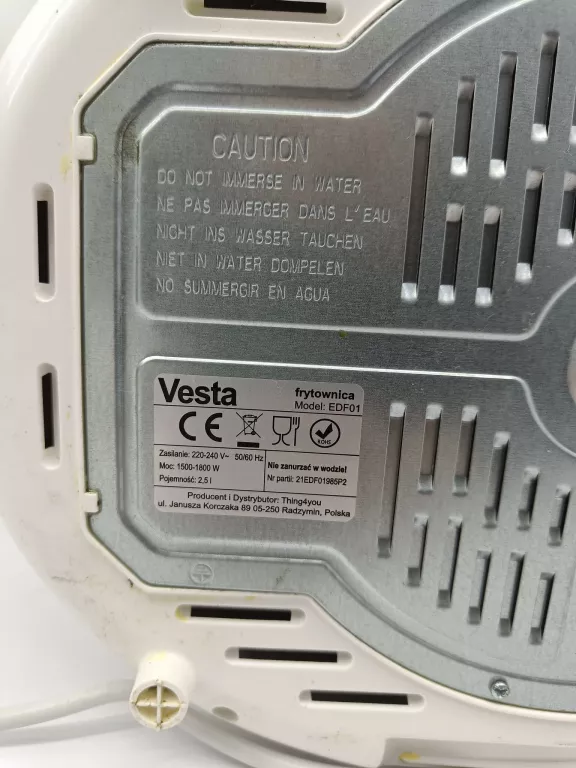 CAUTION
DO NOT IMMERSE IN WATER
NE PAS IMMERGER DANS L'EAU
NICHT INS WASSER TAUCHEN
NIET IN WATER DOMPELEN
NO SUMMERGIR EN AGUA
Vesta
frytownica
Model: EDF01
CE
ROHS
Zasilanie: 220-240 V~ 50/60 Hz
Moc: 1500-1800 W
Pojemność: 2,5 l
Nie zanurzać w wodzie!
Nr partii: 21EDF01985P2
Producent i Dystrybutor: Thing4you
ul. Janusza Korczaka 89 05-250 Radzymin, Polska